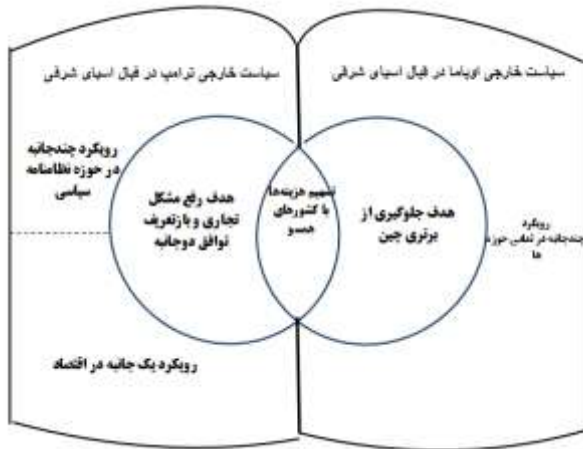 سیاست خارجی اوباما در قبال آسیای شرقی
سیاست خارجی ترامپ در قبال آسیای شرقی
رویکرد
چندجانبه در تمامی حوزه
ها
هدف جلوگیری از
برتری چین
تسهیم هزینه‌ها
با کشورهای
همسو
هدف رفع مشکل
تجاری و بازتعریف
توافق دوجانبه
رویکرد چندجانبه
در حوزه نظامنامه
سیاسی
رویکرد یک جانبه در اقتصاد